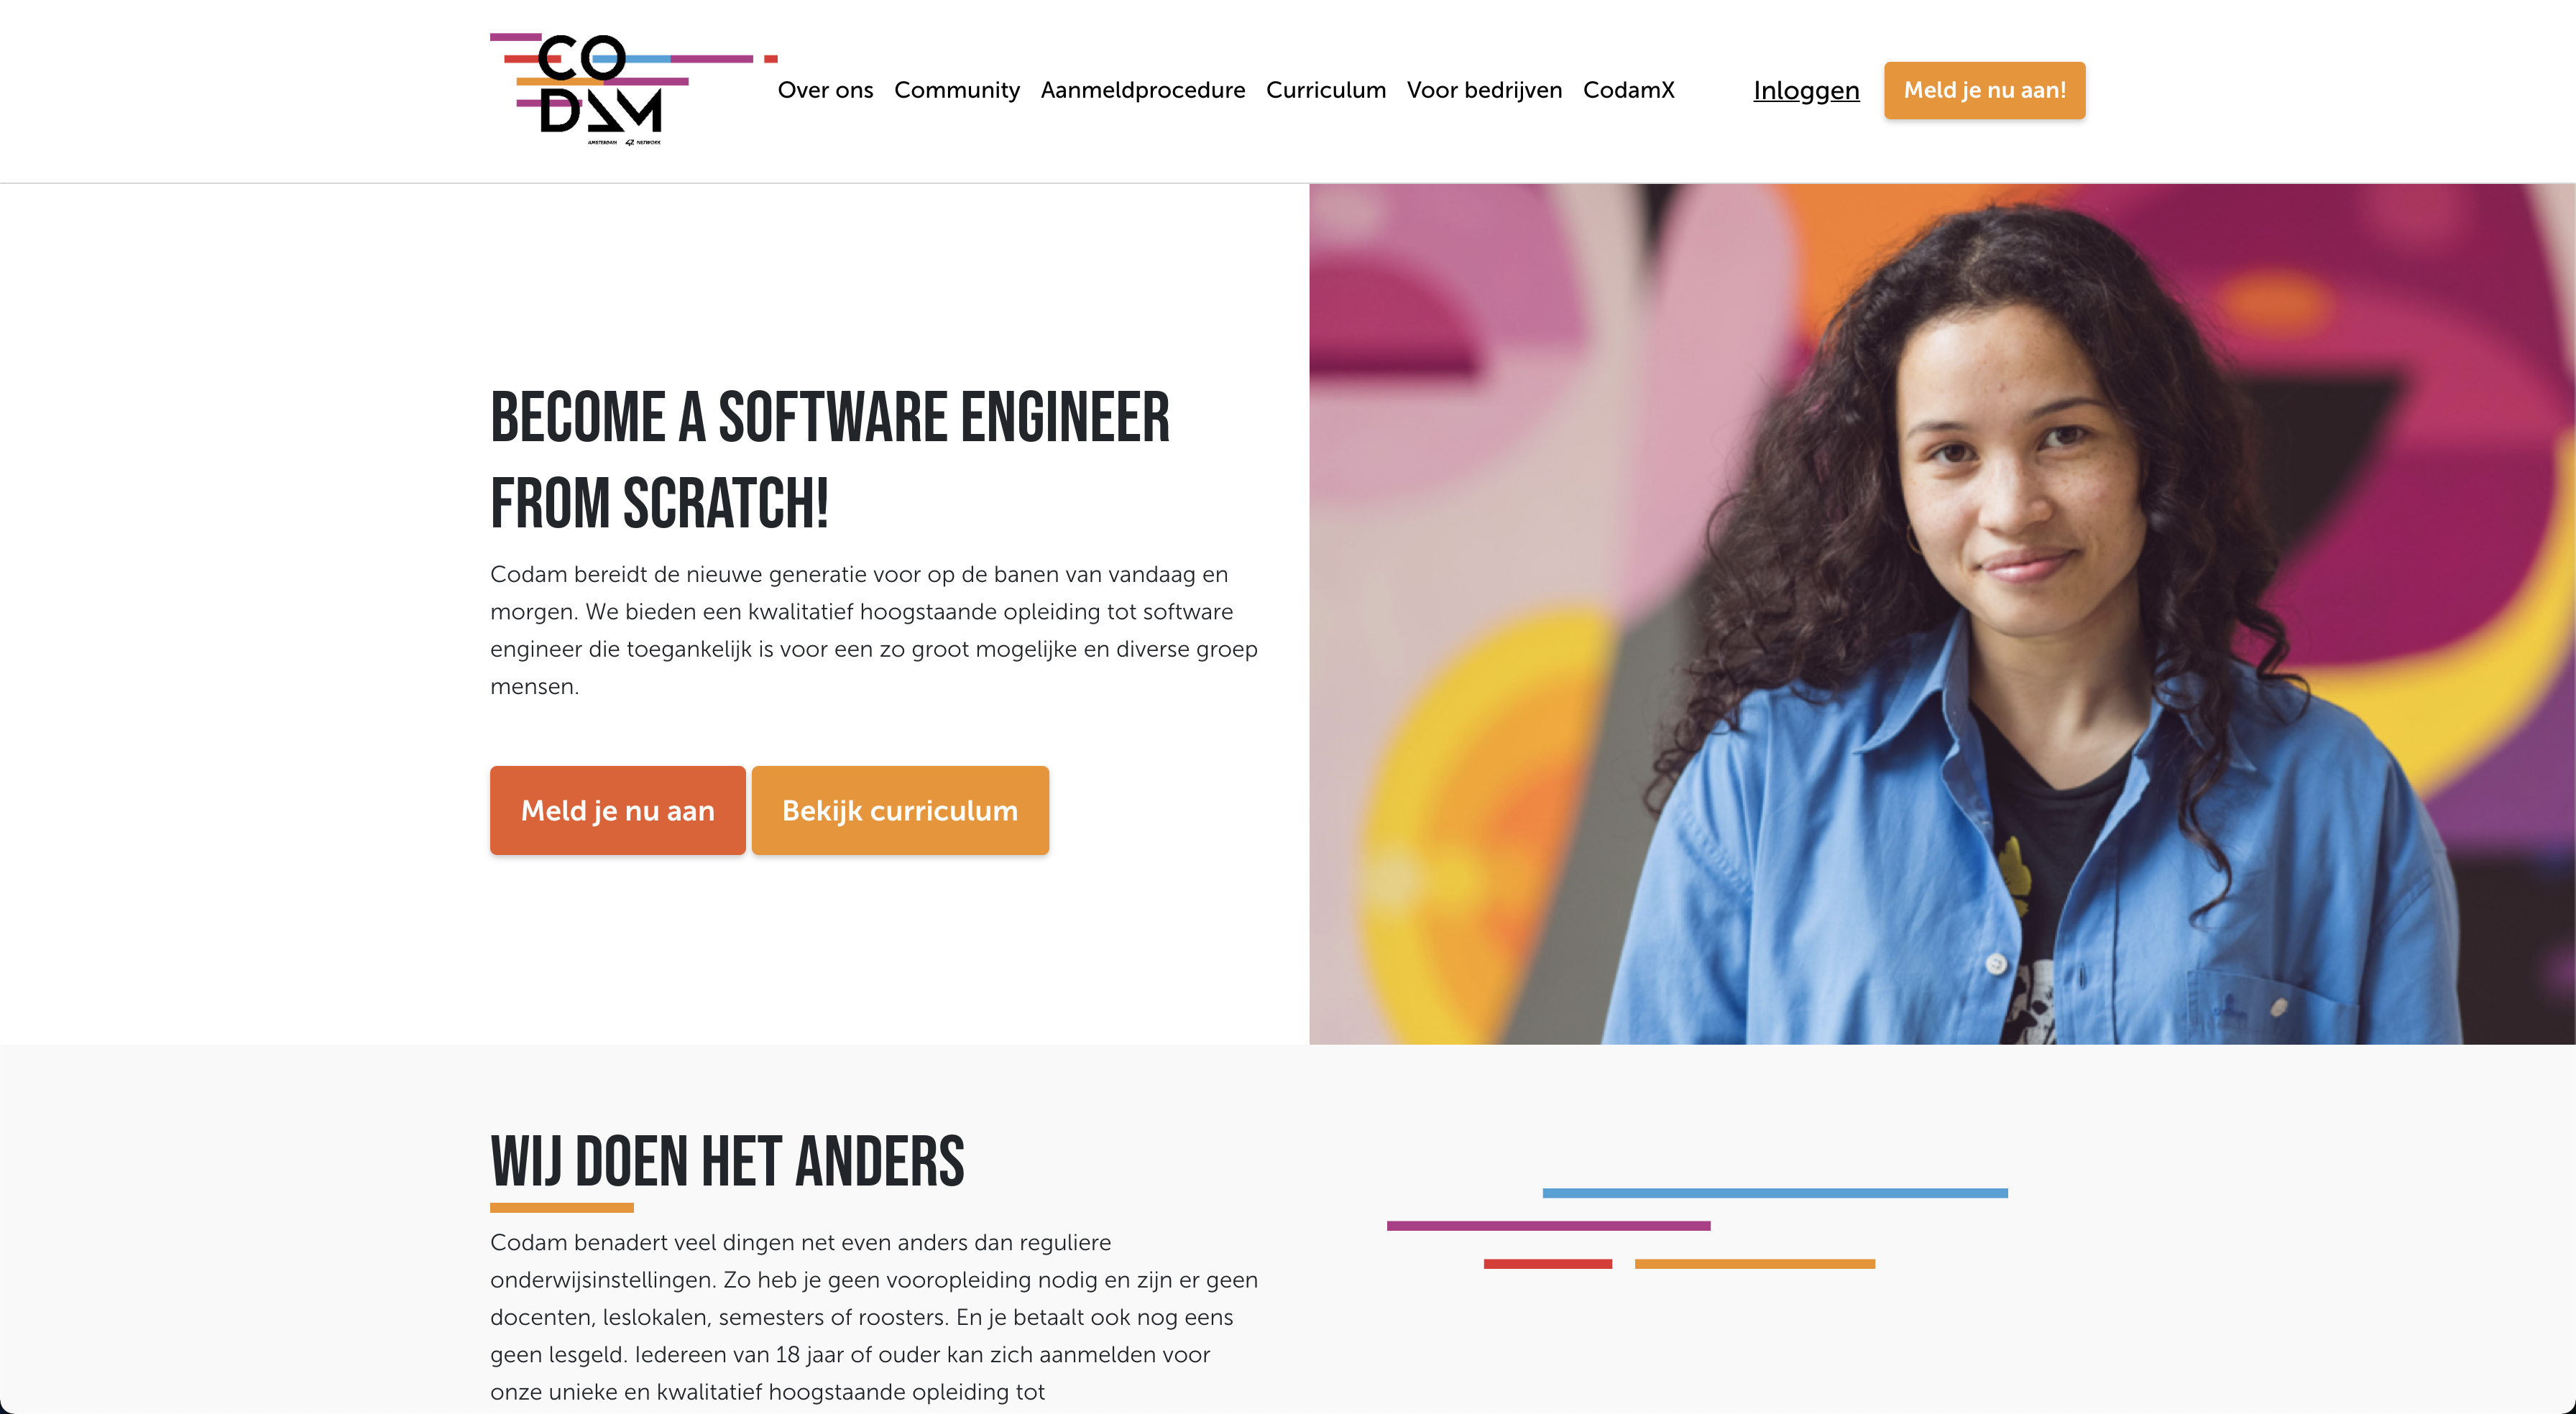 CO
DAM
AMSTERDAM 42 NETWORK
Over ons Community Aanmeldprocedure Curriculum Voor bedrijven CodamX Inloggen Meld je nu aan!
BECOME A SOFTWARE ENGINEER
FROM SCRATCH!
Codam bereidt de nieuwe generatie voor op de banen van vandaag en
morgen. We bieden een kwalitatief hoogstaande opleiding tot software
engineer die toegankelijk is voor een zo groot mogelijke en diverse groep
mensen.
Meld je nu aan Bekijk curriculum
WIJ DOEN HET ANDERS
Codam benadert veel dingen net even anders dan reguliere
onderwijsinstellingen. Zo heb je geen vooropleiding nodig en zijn er geen
docenten, leslokalen, semesters of roosters. En je betaalt ook nog eens
geen lesgeld. Iedereen van 18 jaar of ouder kan zich aanmelden voor
onze unieke en kwalitatief hoogstaande opleiding tot